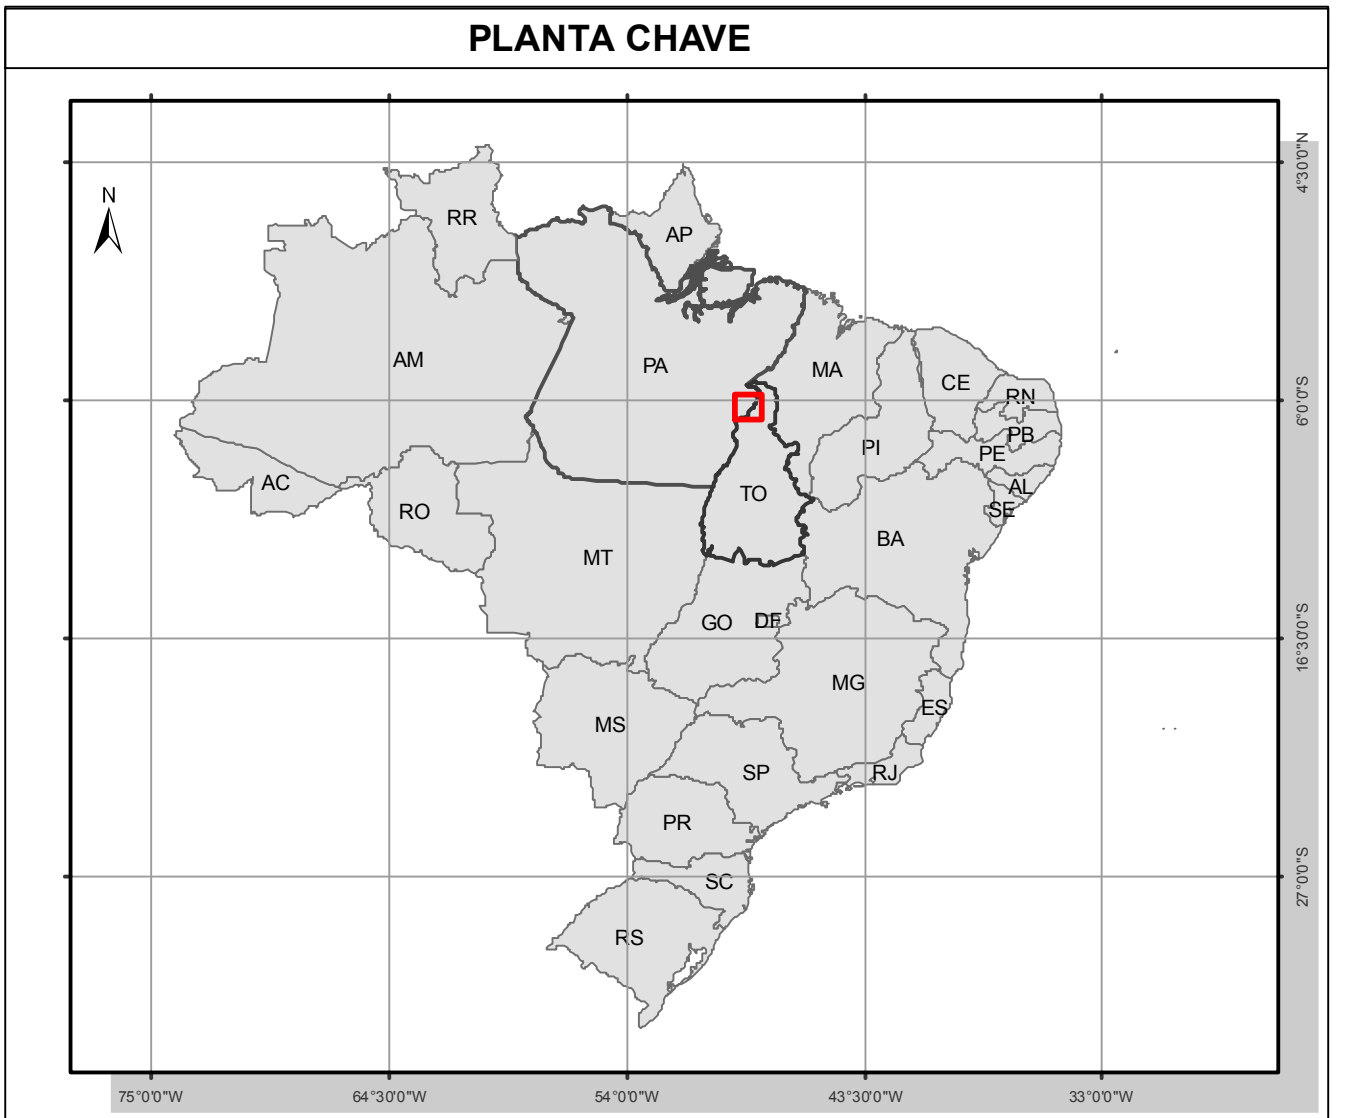 PLANTA CHAVE
N
RR
AP
AM
PA
MA
CE
RN
PB
PE
PI
AL
SE
AC
RO
TO
BA
MT
GO
DF
MG
ES
MS
SP
RJ
PR
SC
RS
4°30'0"N
6°0'0"S
16°30'0"S
27°0'0"S
75°0'0"W
64°30'0"W
54°0'0"W
43°30'0"W
33°0'0"W